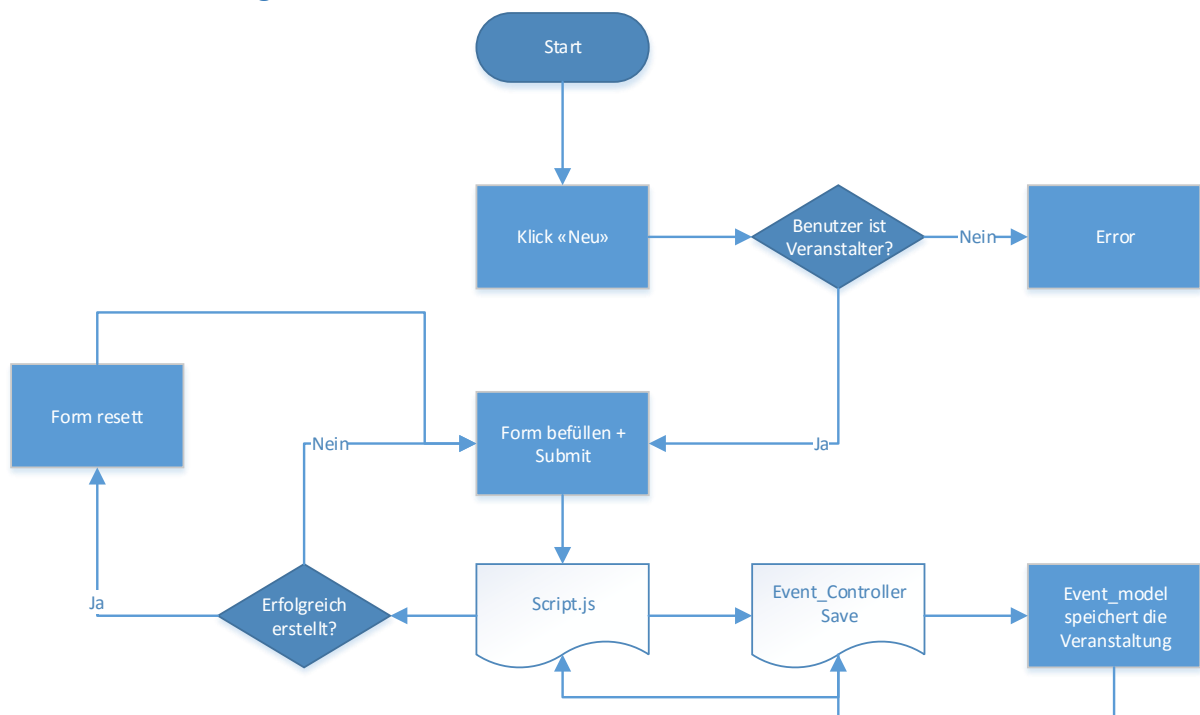 Start
Klick «Neu»
Benutzer ist
Veranstalter?
Nein
Error
Form resett
Nein
Form befüllen +
Submit
Ja
Ja
Erfolgreich
erstellt?
Script.js
Event_Controller
Save
Event_model
speichert die
Veranstaltung